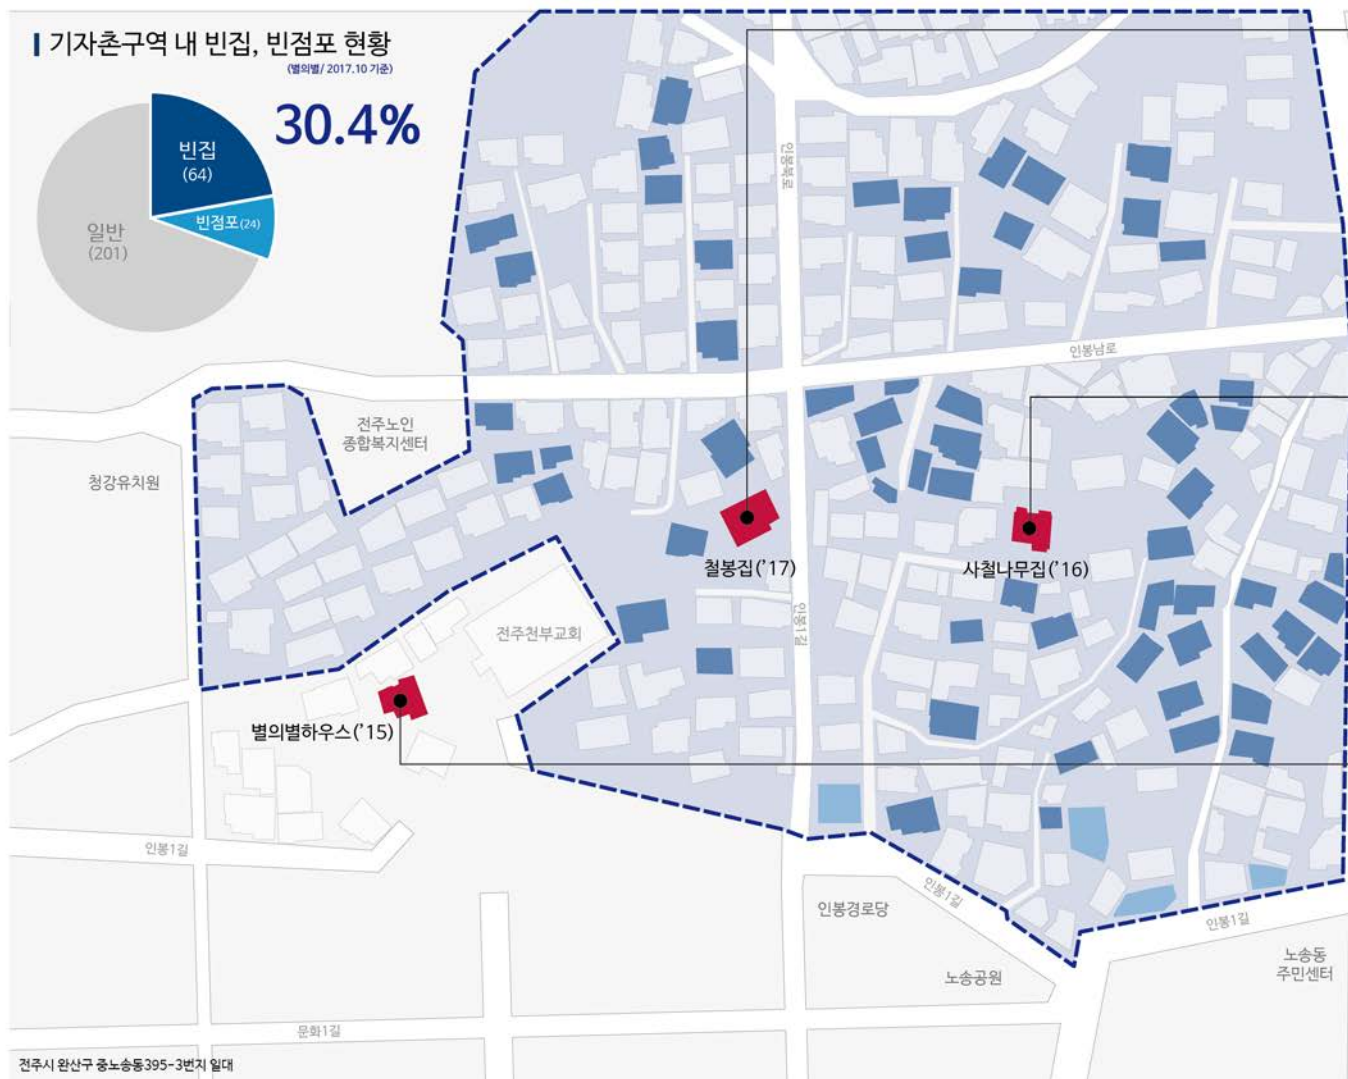 기자촌구역 내 빈집, 빈점포 현황
(별의별/ 2017.10 기준)
30.4%
빈집
(64)
빈점포(24)
일반
(201)
인봉북로
인봉남로
전주노인
종합복지센터
청강유치원
철봉집('17)
사철나무집('16)
전주천부교회
인봉1길
별의별하우스('15)
인봉1길
인봉1길
인봉경로당
인봉1길
노송공원
노송동
주민센터
문화1길
전주시 완산구 중노송동395-3번지 일대